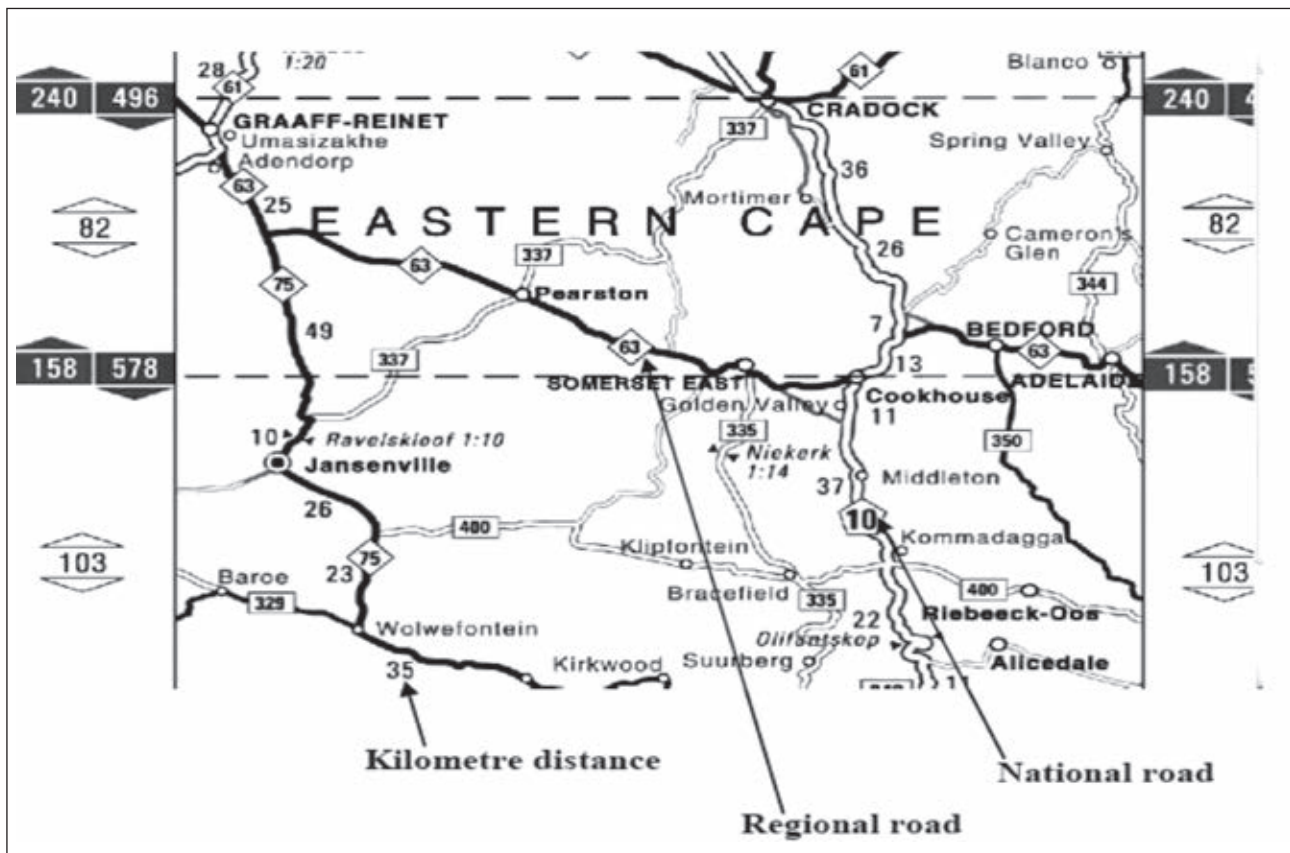 1:20
28
61
61
Blanco
240 496
240
GRAAFF-REINET
CRADOCK
Umasizakhe
337
Spring Valley
Adendorp
36
63
Mortimer
25
EASTERN CAPE
82
82
26
Cameron's
Glen
337
63
344
75
Pearston
7
BEDFORD
49
63
63
337
158 578
13
158
SOMERSET EAST
ADELAIDE
Cookhouse
Golden Valley
11
10
Ravelskloof 1:10
335
350
Jansenville
Niekerk
1:14
37
Middleton
26
10
400
Kommadagga
103
75
Klipfontein
103
23
Baroe
Bracefield
400
329
335
Riebeeck-Oos
Wolwefontein
22
Olifantskop
35
Kirkwood
Suurberg
Alicedale
11
Kilometre distance
National road
Regional road